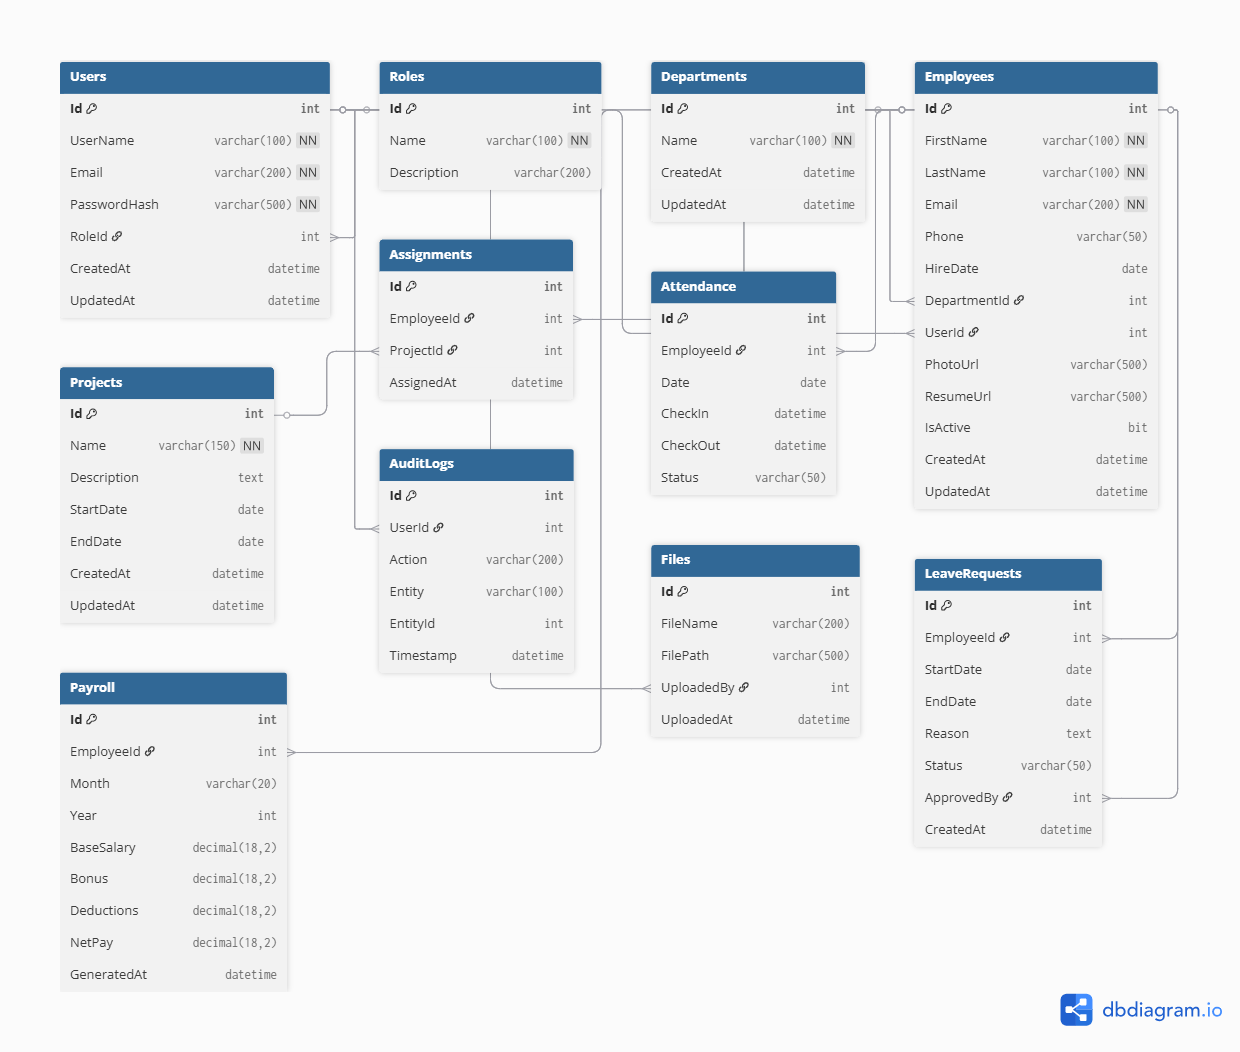 Users
Id int
UserName varchar(100) NN
Email varchar(200) NN
PasswordHash varchar(500) NN
RoleId int
CreatedAt datetime
UpdatedAt datetime
Roles
Id int
Name varchar(100) NN
Description varchar(200)
Departments
Id int
Name varchar(100) NN
CreatedAt datetime
UpdatedAt datetime
Employees
Id int
FirstName varchar(100) NN
LastName varchar(100) NN
Email varchar(200) NN
Phone varchar(50)
HireDate date
DepartmentId int
UserId int
PhotoUrl varchar(500)
ResumeUrl varchar(500)
IsActive bit
CreatedAt datetime
UpdatedAt datetime
Assignments
Id int
EmployeeId int
ProjectId int
AssignedAt datetime
Attendance
Id int
EmployeeId int
Date date
CheckIn datetime
CheckOut datetime
Status varchar(50)
Projects
Id int
Name varchar(150) NN
Description text
StartDate date
EndDate date
CreatedAt datetime
UpdatedAt datetime
AuditLogs
Id int
UserId int
Action varchar(200)
Entity varchar(100)
EntityId int
Timestamp datetime
Files
Id int
FileName varchar(200)
FilePath varchar(500)
UploadedBy int
UploadedAt datetime
LeaveRequests
Id int
EmployeeId int
StartDate date
EndDate date
Reason text
Status varchar(50)
ApprovedBy int
CreatedAt datetime
Payroll
Id int
EmployeeId int
Month varchar(20)
Year int
BaseSalary decimal(18,2)
Bonus decimal(18,2)
Deductions decimal(18,2)
NetPay decimal(18,2)
GeneratedAt datetime
dbdiagram.io